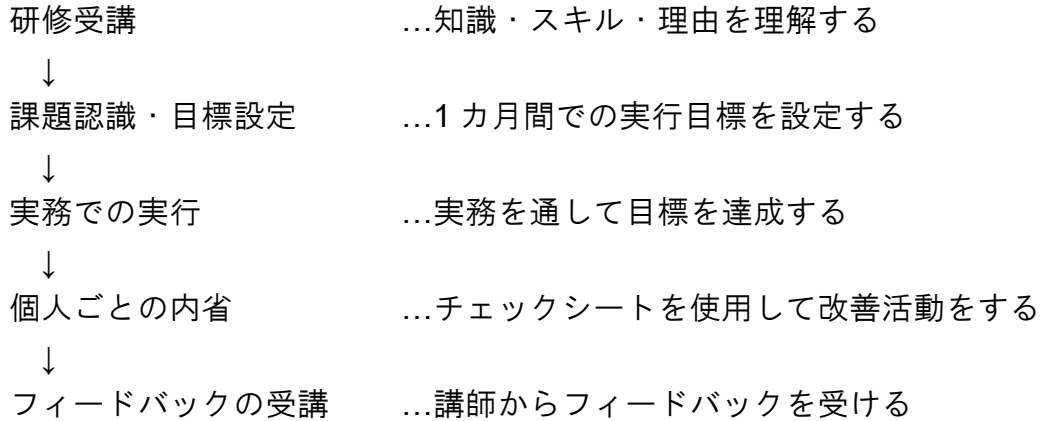 研修受講 …知識・スキル・理由を理解する
↓
課題認識・目標設定 …1 カ月間での実行目標を設定する
↓
実務での実行 …実務を通して目標を達成する
↓
個人ごとの内省 …チェックシートを使用して改善活動をする
↓
フィードバックの受講 …講師からフィードバックを受ける